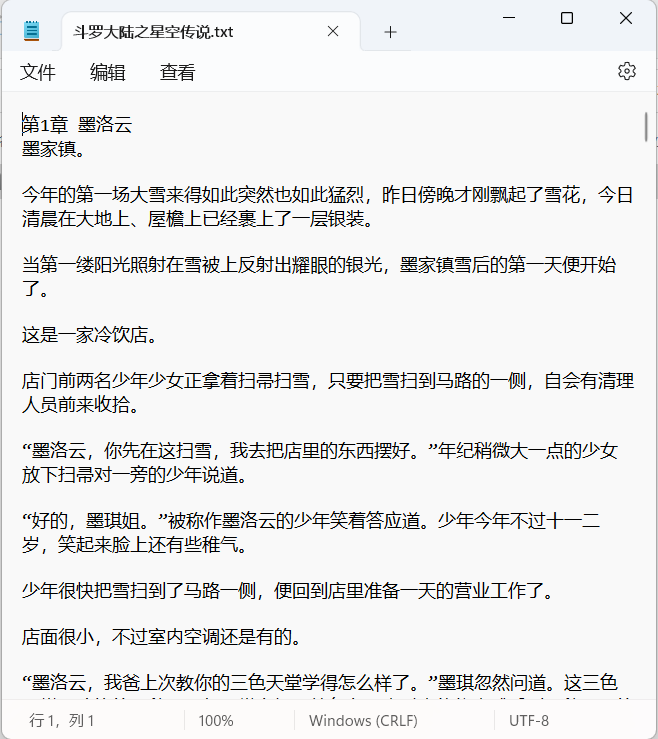 斗罗大陆之星空传说.txt
文件 编辑 查看
第1章 墨洛云
墨家镇。
今年的第一场大雪来得如此突然也如此猛烈，昨日傍晚才刚飘起了雪花，今日
清晨在大地上、屋檐上已经裹上了一层银装。
当第一缕阳光照射在雪被上反射出耀眼的银光，墨家镇雪后的第一天便开始
了。
这是一家冷饮店。
店门前两名少年少女正拿着扫帚扫雪，只要把雪扫到马路的一侧，自会有清理
人员前来收拾。
“墨洛云，你先在这扫雪，我去把店里的东西摆好。”年纪稍微大一点的少女
放下扫帚对一旁的少年说道。
“好的，墨琪姐。”被称作墨洛云的少年笑着答应道。少年今年不过十一二
岁，笑起来脸上还有些稚气。
少年很快把雪扫到了马路一侧，便回到店里准备一天的营业工作了。
店面很小，不过室内空调还是有的。
“墨洛云，我爸上次教你的三色天堂学得怎么样了。”墨琪忽然问道。这三色
行 1，列 1 100% Windows (CRLF) UTF-8